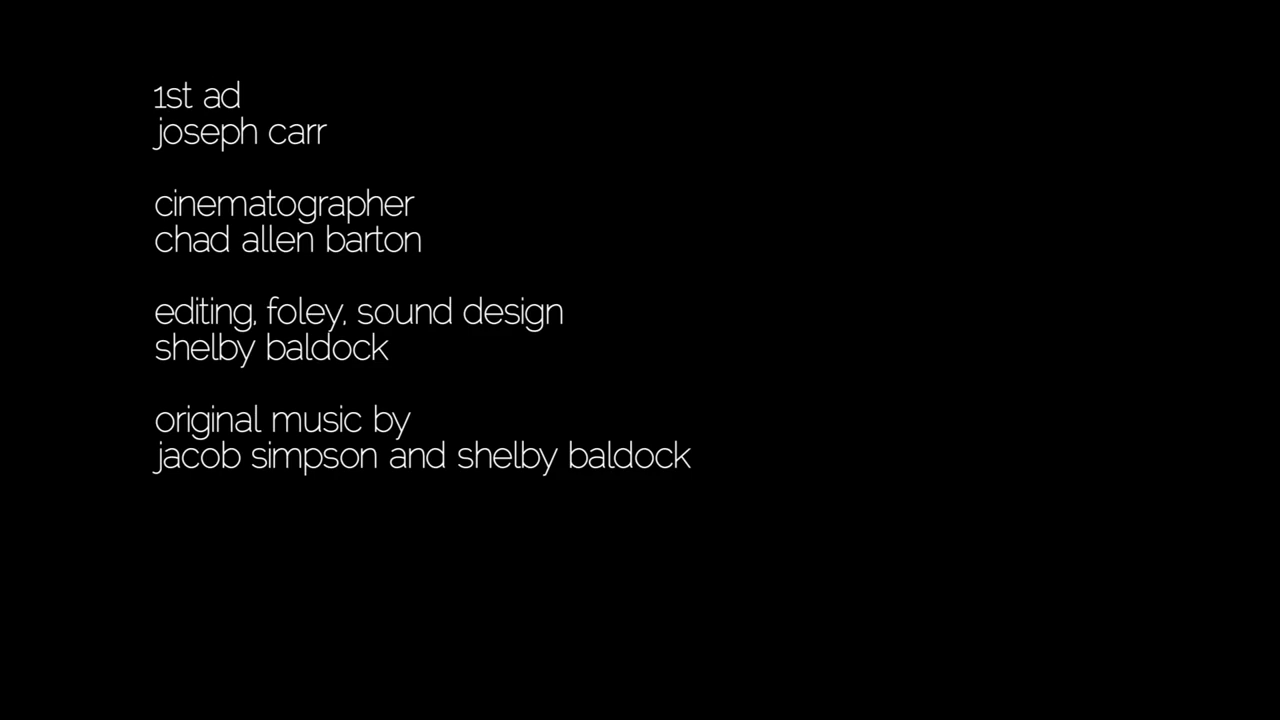 1st ad
joseph carr
cinematographer
chad allen barton
editing, foley, sound design
shelby baldock
original music by
jacob simpson and shelby baldock